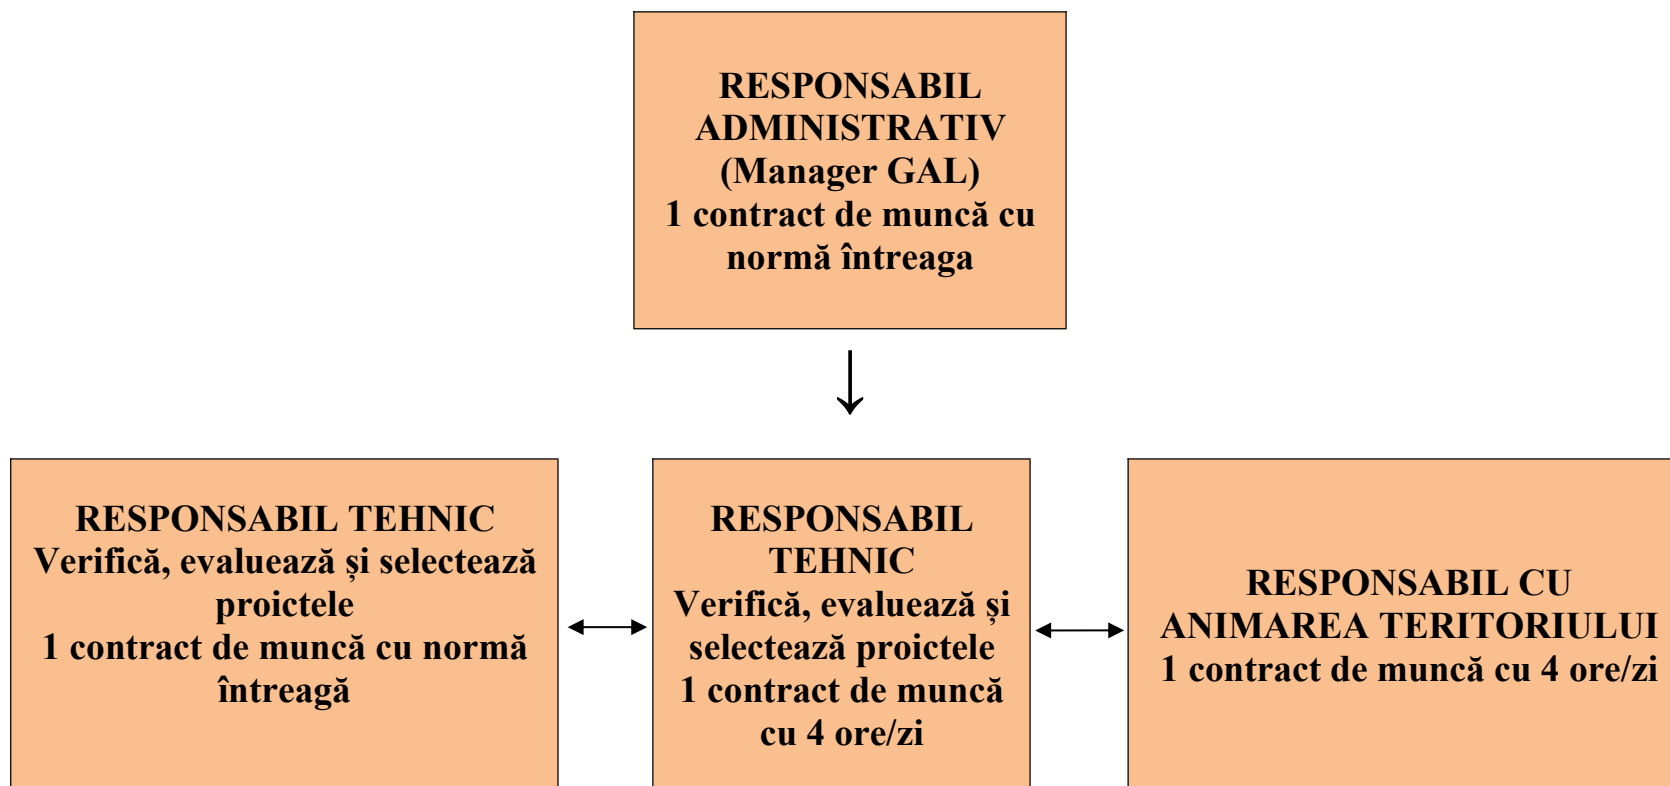 RESPONSABIL
ADMINISTRATIV
(Manager GAL)
1 contract de muncă cu
normă întreaga
RESPONSABIL TEHNIC
Verifică, evaluează și selectează
proictele
1 contract de muncă cu normă
întreagă
RESPONSABIL
TEHNIC
Verifică, evaluează și
selectează proictele
1 contract de muncă
cu 4 ore/zi
RESPONSABIL CU
ANIMAREA TERITORIULUI
1 contract de muncă cu 4 ore/zi